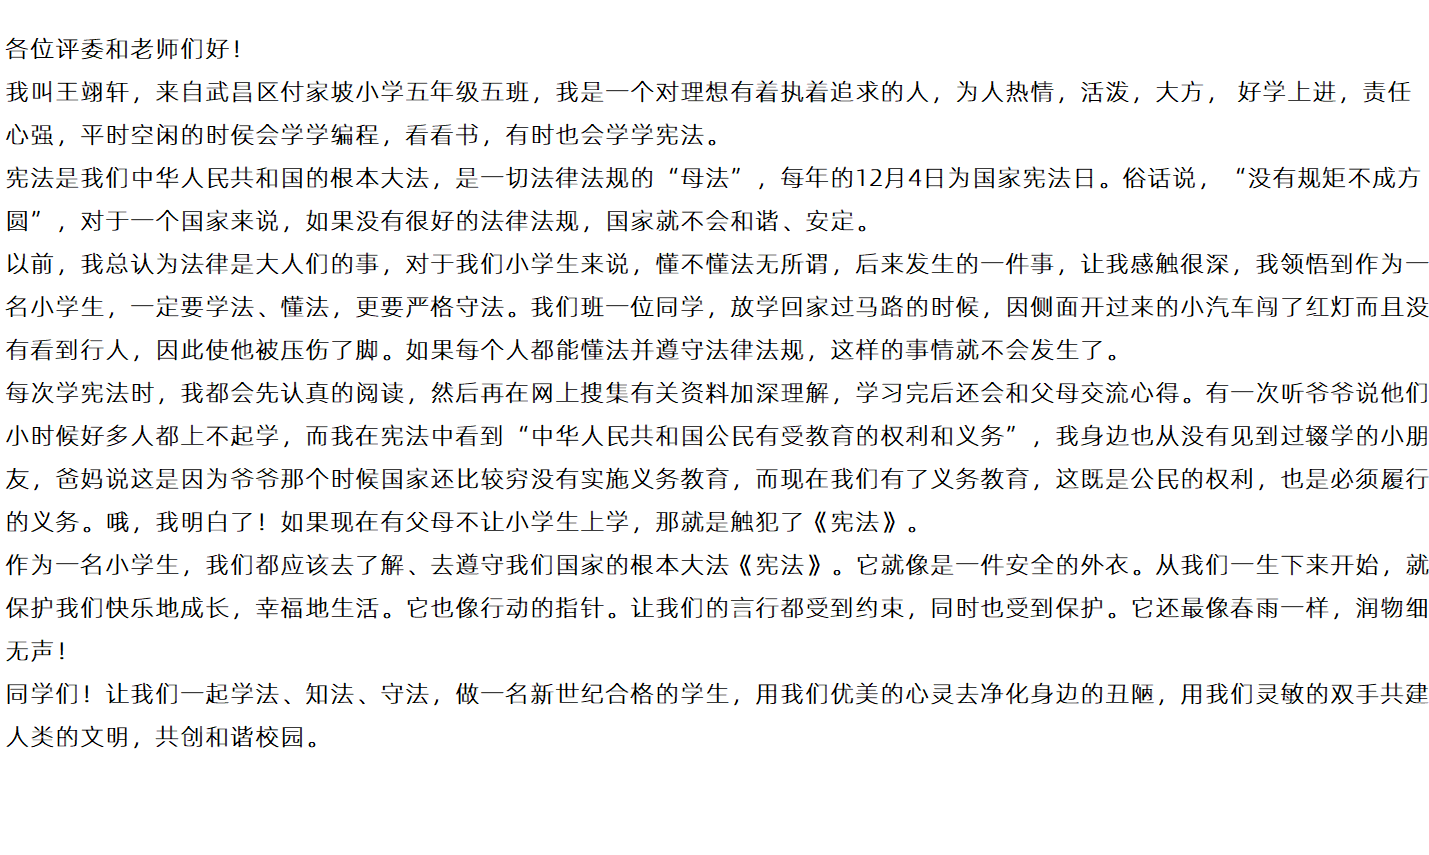 各位评委和老师们好！
我叫王翊轩，来自武昌区付家坡小学五年级五班，我是一个对理想有着执着追求的人，为人热情，活泼，大方， 好学上进，责任
心强，平时空闲的时侯会学学编程，看看书，有时也会学学宪法。
宪法是我们中华人民共和国的根本大法，是一切法律法规的“母法”，每年的12月4日为国家宪法日。俗话说，“没有规矩不成方
圆”，对于一个国家来说，如果没有很好的法律法规，国家就不会和谐、安定。
以前，我总认为法律是大人们的事，对于我们小学生来说，懂不懂法无所谓，后来发生的一件事，让我感触很深，我领悟到作为一
名小学生，一定要学法、懂法，更要严格守法。我们班一位同学，放学回家过马路的时候，因侧面开过来的小汽车闯了红灯而且没
有看到行人，因此使他被压伤了脚。如果每个人都能懂法并遵守法律法规，这样的事情就不会发生了。
每次学宪法时，我都会先认真的阅读，然后再在网上搜集有关资料加深理解，学习完后还会和父母交流心得。有一次听爷爷说他们
小时候好多人都上不起学，而我在宪法中看到“中华人民共和国公民有受教育的权利和义务”，我身边也从没有见到过辍学的小朋
友，爸妈说这是因为爷爷那个时候国家还比较穷没有实施义务教育，而现在我们有了义务教育，这既是公民的权利，也是必须履行
的义务。哦，我明白了！如果现在有父母不让小学生上学，那就是触犯了《宪法》。
作为一名小学生，我们都应该去了解、去遵守我们国家的根本大法《宪法》。它就像是一件安全的外衣。从我们一生下来开始，就
保护我们快乐地成长，幸福地生活。它也像行动的指针。让我们的言行都受到约束，同时也受到保护。它还最像春雨一样，润物细
无声！
同学们！让我们一起学法、知法、守法，做一名新世纪合格的学生，用我们优美的心灵去净化身边的丑陋，用我们灵敏的双手共建
人类的文明，共创和谐校园。